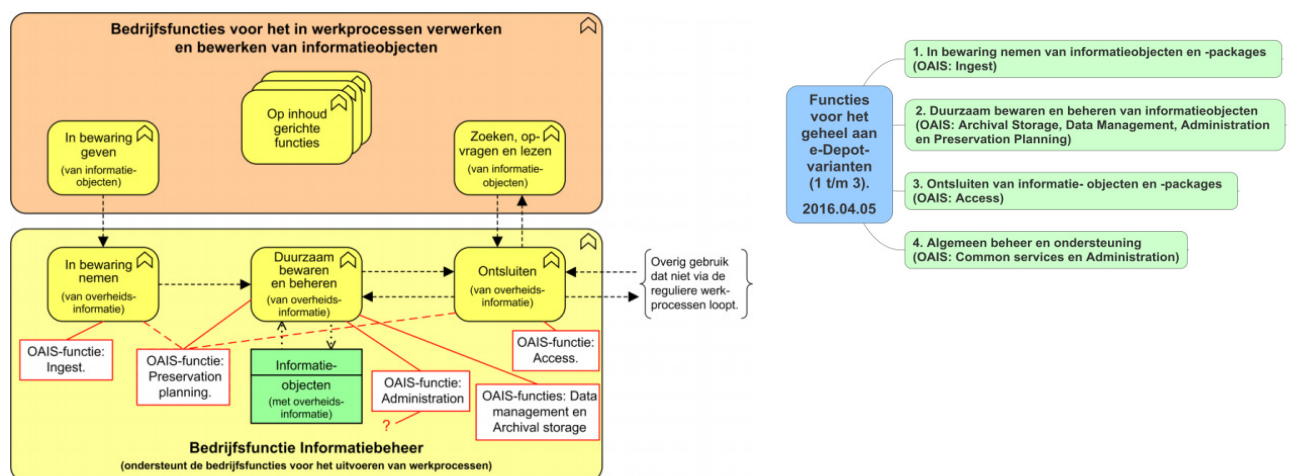 Bedrijfsfuncties voor het in werkprocessen verwerken
en bewerken van informatieobjecten
Op inhoud
gerichte
functies
In bewaring
geven
(van informatie-
objecten)
Zoeken, op-
vragen en lezen
(van informatie-
objecten)
In bewaring
nemen
(van overheids-
informatie)
Duurzaam
bewaren
en beheren
(van overheids-
informatie)
Ontsluiten
(van overheids-
informatie)
Overig gebruik
dat niet via de
reguliere werk-
processen loopt.
OAIS-functie:
Ingest.
OAIS-functie:
Preservation
planning.
Informatie-
objecten
(met overheids-
informatie)
OAIS-functie:
Administration
?
OAIS-functies: Data
management en
Archival storage
OAIS-functie:
Access.
Bedrijfsfunctie Informatiebeheer
(ondersteunt de bedrijfsfuncties voor het uitvoeren van werkprocessen)
Functies
voor het
geheel aan
e-Depot-
varianten
(1 t/m 3).
2016.04.05
1. In bewaring nemen van informatieobjecten en -packages
(OAIS: Ingest)
2. Duurzaam bewaren en beheren van informatieobjecten
(OAIS: Archival Storage, Data Management, Administration
en Preservation Planning)
3. Ontsluiten van informatie- objecten en -packages
(OAIS: Access)
4. Algemeen beheer en ondersteuning
(OAIS: Common services en Administration)